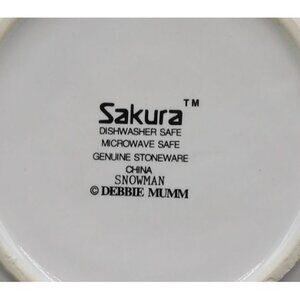 Sakura™
DISHWASHER SAFE
MICROWAVE SAFE
GENUINE STONEWARE
CHINA
SNOWMAN
© DEBBIE MUMM